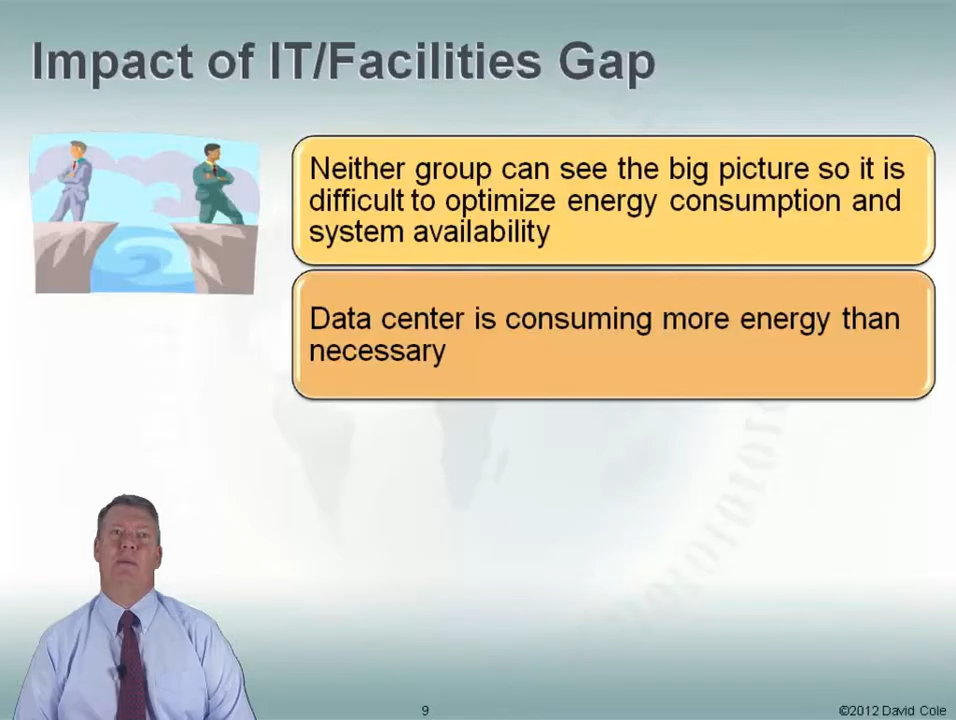 Impact of IT/Facilities Gap
Neither group can see the big picture so it is
difficult to optimize energy consumption and
system availability
Data center is consuming more energy than
necessary
9
©2012 David Cole